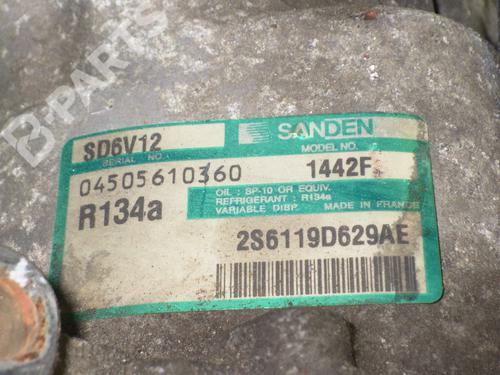 B-PARTS
SD6V12
SANDEN
SERIAL NO.
MODEL NO.
04505610360
1442F
R134a
OIL : SP-10 OR EQUIV.
REFRIGERANT : R134a
VARIABLE DISP. MADE IN FRANCE
2S6119D629AE